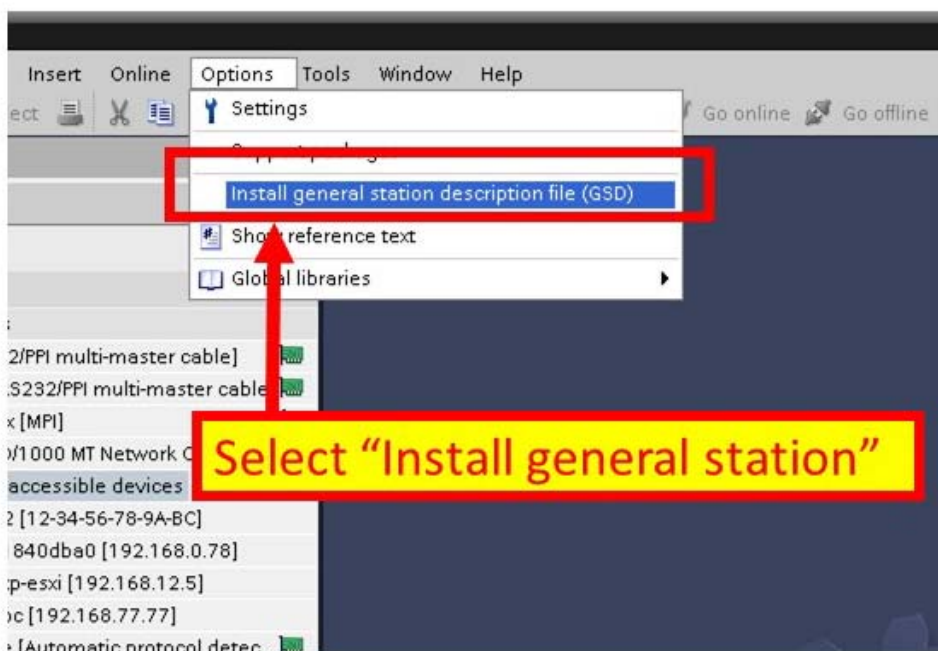 Insert Online Options Tools Window Help
ect Go online Go offline
Settings
Install general station description file (GSD)
Show reference text
Global libraries
2/PPI multi-master cable]
S232/PPI multi-master cable
x [MPI]
/1000 MT Network
Select “Install general station”
accessible devices
2 [12-34-56-78-9A-BC]
840dba0 [192.168.0.78]
p-esxi [192.168.12.5]
oc [192.168.77.77]
[Automatic protocol detec